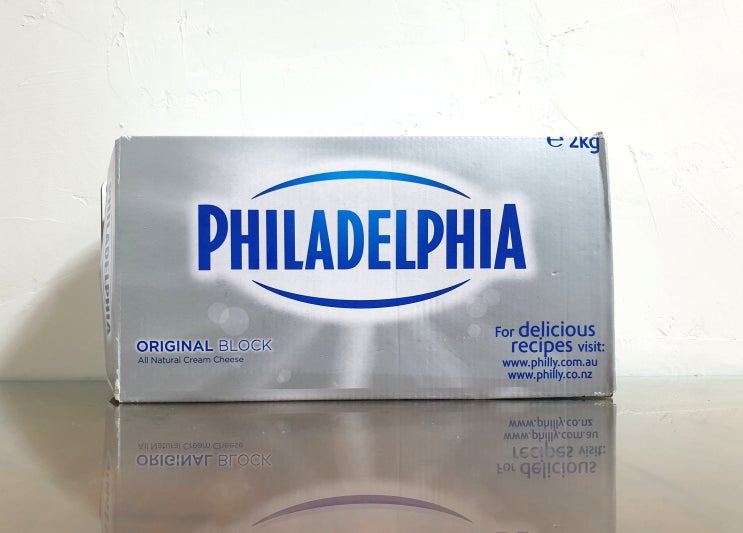 e 2kg
PHILADELPHIA
ORIGINAL BLOCK
All Natural Cream Cheese
For delicious
recipes visit:
www.philly.com.au
www.philly.co.nz
PHILADELPHIA